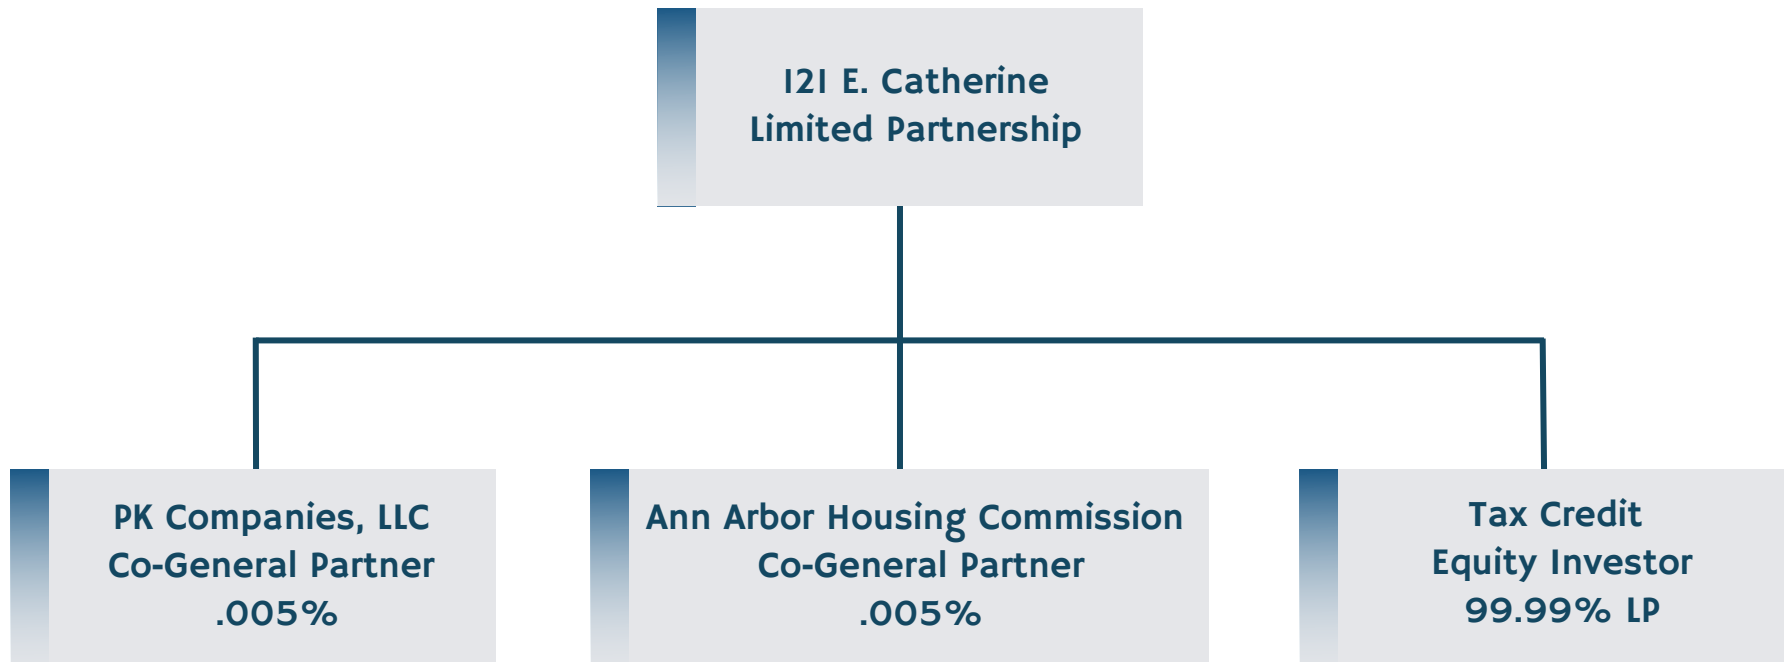 121 E. Catherine
Limited Partnership
PK Companies, LLC
Co-General Partner
.005%
Ann Arbor Housing Commission
Co-General Partner
.005%
Tax Credit
Equity Investor
99.99% LP